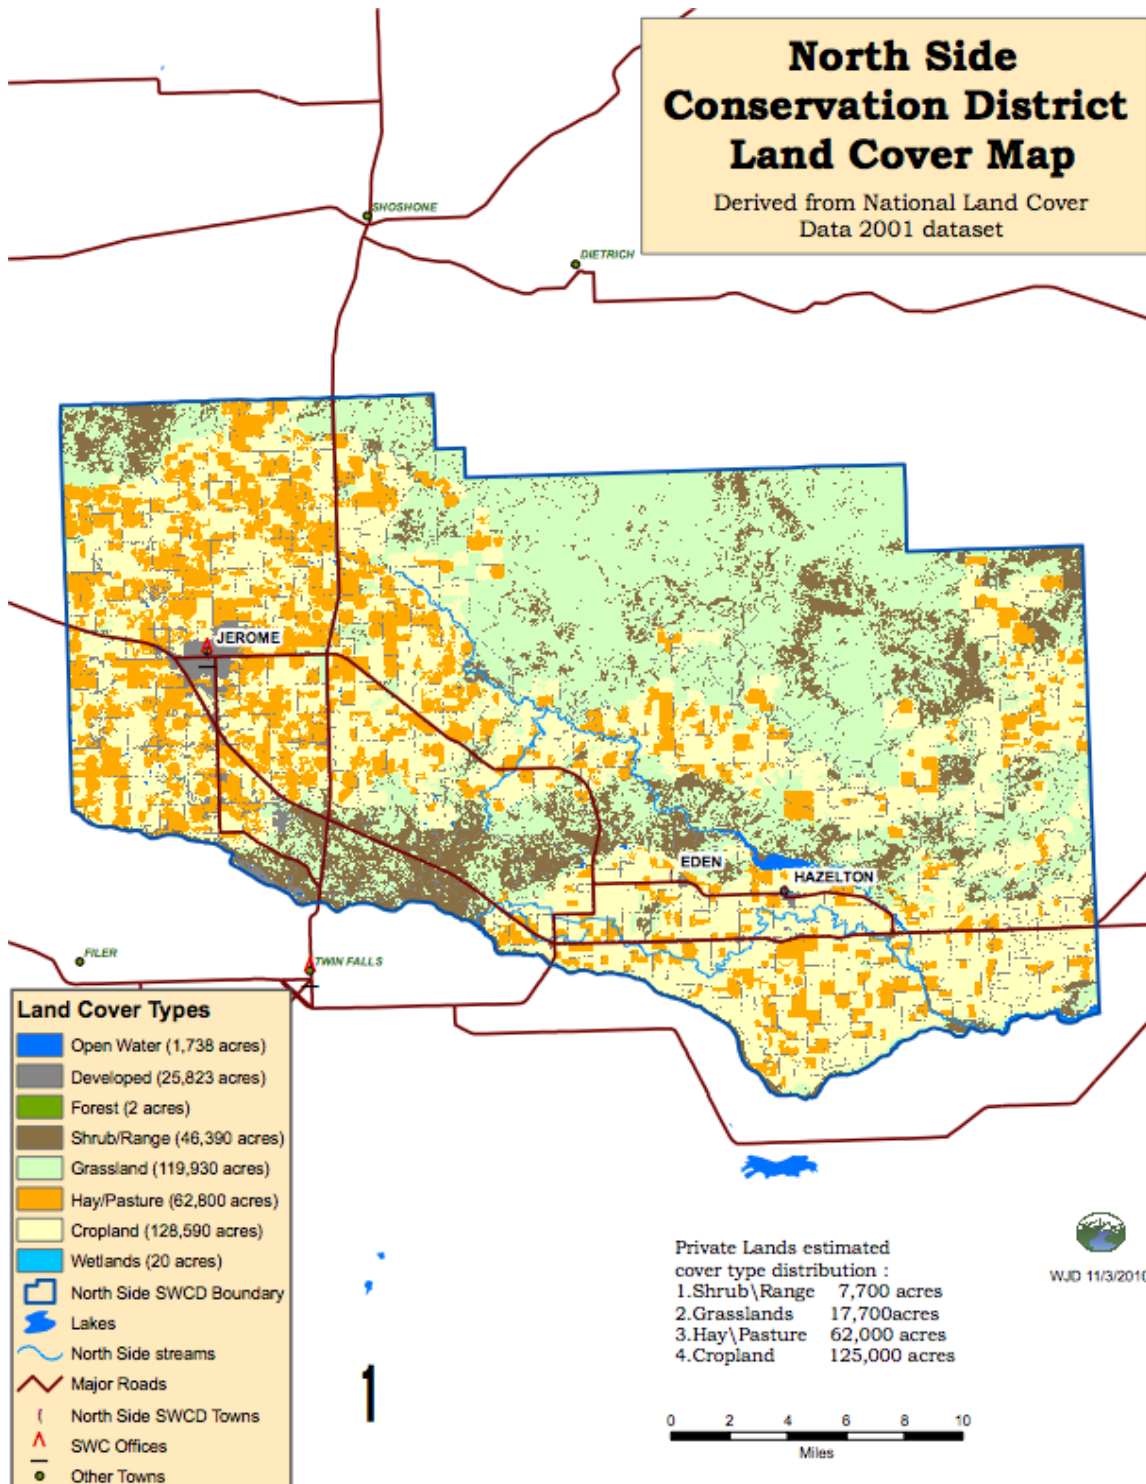 North Side
Conservation District
Land Cover Map
Derived from National Land Cover
Data 2001 dataset
SHOSHONE
DIETRICH
JEROME
EDEN
HAZELTON
FILER
TWIN FALLS
Land Cover Types
Open Water (1,738 acres)
Developed (25,823 acres)
Forest (2 acres)
Shrub/Range (46,390 acres)
Grassland (119,930 acres)
Hay/Pasture (62,800 acres)
Cropland (128,590 acres)
Wetlands (20 acres)
North Side SWCD Boundary
Lakes
North Side streams
Major Roads
North Side SWCD Towns
SWC Offices
Other Towns
1
Private Lands estimated
cover type distribution :
1.Shrub\Range 7,700 acres
2.Grasslands 17,700acres
3.Hay\Pasture 62,000 acres
4.Cropland 125,000 acres
WJD 11/3/2010
0 2 4 6 8 10
Miles